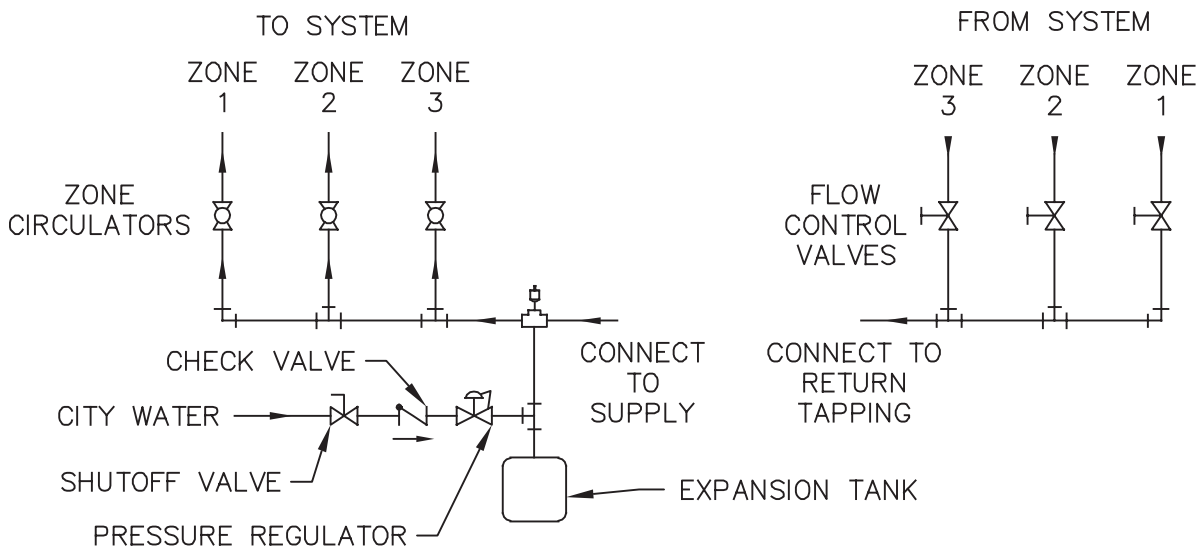 TO SYSTEM
ZONE
1
ZONE
2
ZONE
3
FROM SYSTEM
ZONE
3
ZONE
2
ZONE
1
ZONE
CIRCULATORS
FLOW
CONTROL
VALVES
CONNECT
TO
SUPPLY
CONNECT TO
RETURN
TAPPING
CHECK VALVE
CITY WATER
SHUTOFF VALVE
PRESSURE REGULATOR
EXPANSION TANK